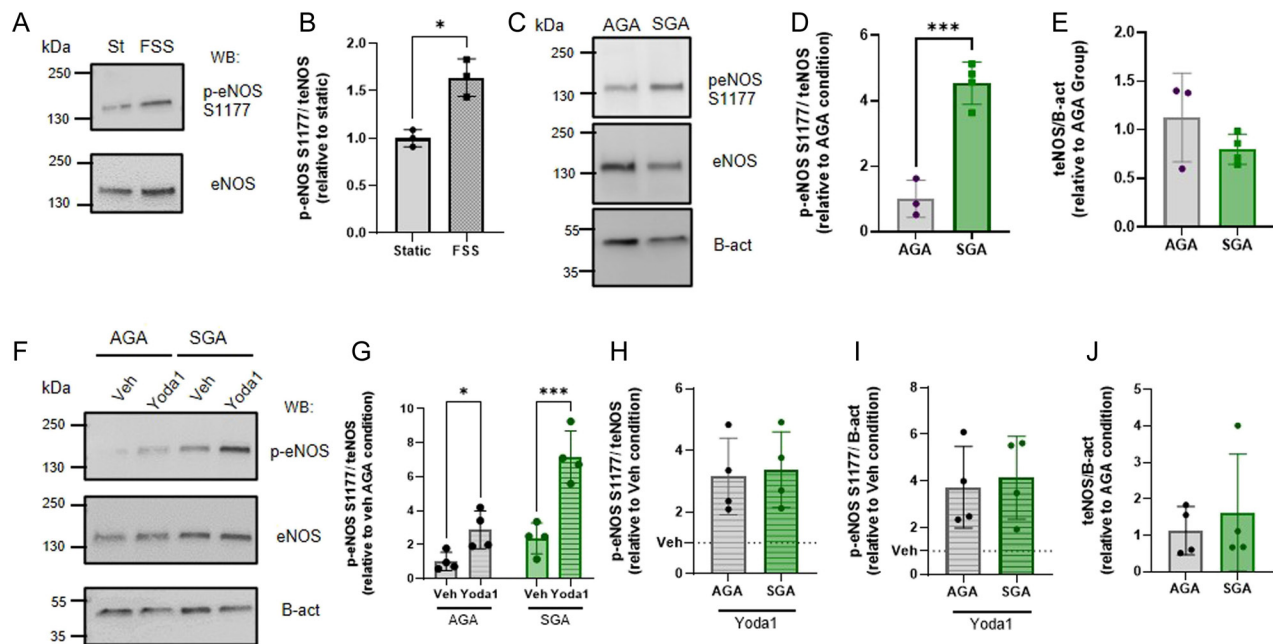 A
kDa
St FSS
WB:
250
130
p-eNOS
S1177
250
130
eNOS
B
p-eNOS S1177/ teNOS
(relative to static)
2.0
1.5
1.0
0.5
0.0
*
Static
FSS
C
AGA SGA
250
130
peNOS
S1177
250
130
eNOS
55
35
B-act
D
p-eNOS S1177/ teNOS
(relative to AGA condition)
6
4
2
0
***
AGA
SGA
E
teNOS/B-act
(relative to AGA Group)
2.0
1.5
1.0
0.5
0.0
AGA
SGA
F
AGA
SGA
kDa
Veh
Yoda1
Veh
Yoda1
WB:
250
130
p-eNOS
250
130
eNOS
55
35
B-act
G
p-eNOS S1177/ teNOS
(relative to veh AGA condition)
10
8
6
4
2
0
*
***
Veh Yoda1
Veh Yoda1
AGA
SGA
H
p-eNOS S1177/ teNOS
(relative to Veh condition)
6
4
2
Veh
0
AGA
SGA
Yoda1
I
p-eNOS S1177/ B-act
(relative to Veh condition)
8
6
4
2
Veh
0
AGA
SGA
Yoda1
J
teNOS/B-act
(relative to AGA condition)
5
4
3
2
1
0
AGA
SGA